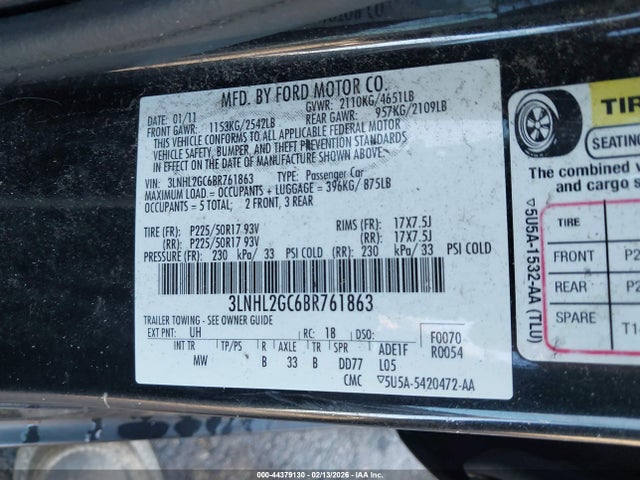 MFD. BY FORD MOTOR CO.
DATE: 01/11 GVWR: 2110KG/4651LB
FRONT GAWR: 1153KG/2542LB REAR GAWR: 957KG/2109LB
THIS VEHICLE CONFORMS TO ALL APPLICABLE FEDERAL MOTOR
VEHICLE SAFETY, BUMPER, AND THEFT PREVENTION STANDARDS
IN EFFECT ON THE DATE OF MANUFACTURE SHOWN ABOVE.
VIN: 3LNHL2GC6BR761863 TYPE: Passenger Car
MAXIMUM LOAD = OCCUPANTS + LUGGAGE = 396KG/ 875LB
OCCUPANTS = 5 TOTAL: 2 FRONT, 3 REAR
TIRE (FR): P225/50R17 93V RIMS (FR): 17X7.5J
(RR): P225/50R17 93V (RR): 17X7.5J
PRESSURE (FR): 230 kPa/ 33 PSI COLD (RR): 230 kPa/ 33 PSI COLD
3LNHL2GC6BR761863
TRAILER TOWING - SEE OWNER GUIDE
EXT PNT: UH RC: 18 DSO: F0070
R0054
INT TR TP/PS R AXLE TR SPR ADE1F
MW B 33 B DD77 L05
CMC ▽5U5A-5420472-AA
TIR
SEATING
The combined
and cargo s
TIRE
FRONT P2
REAR P2
SPARE T1
▽5U5A-1532-AA (TLU)
000-44379130 - 02/13/2026 - IAA, Inc.